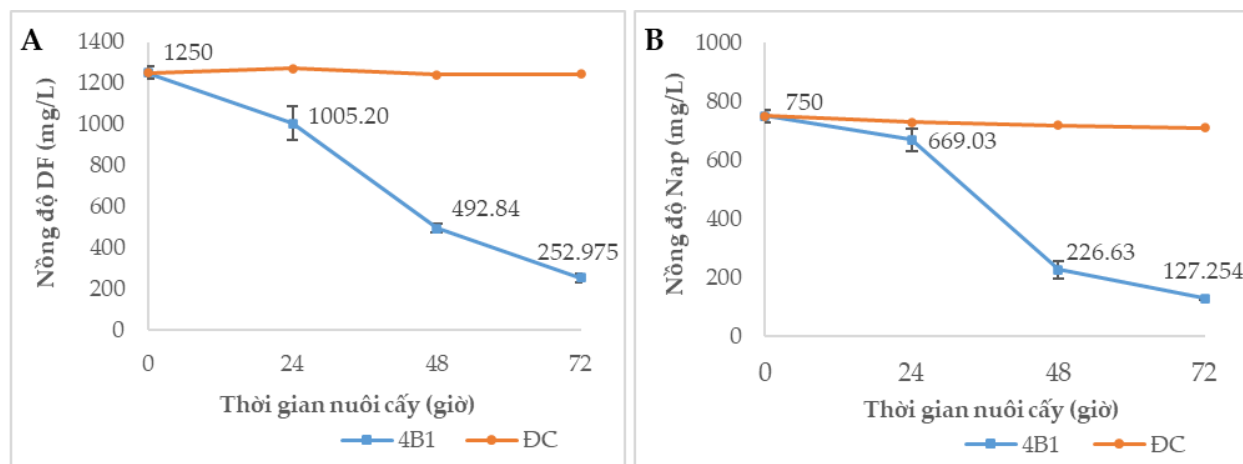 A
Nồng độ DF (mg/L)
1400
1200
1000
800
600
400
200
0
1250
1005.20
492.84
252.975
0 24 48 72
Thời gian nuôi cấy (giờ)
4B1 ĐC
B
Nồng độ Nap (mg/L)
1000
800
600
400
200
0
750
669.03
226.63
127.254
0 24 48 72
Thời gian nuôi cấy (giờ)
4B1 ĐC